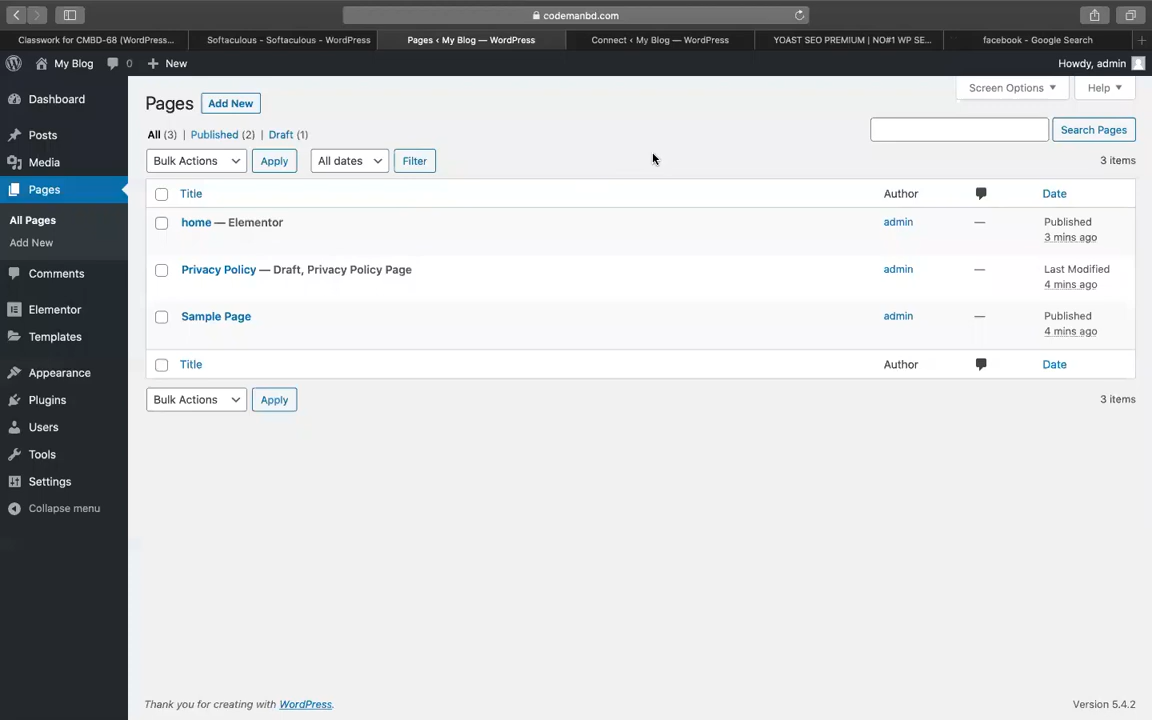 codemanbd.com
Classwork for CMBD-68 (WordPress...
Softaculous - Softaculous - WordPress
Pages ‹ My Blog — WordPress
Connect ‹ My Blog — WordPress
YOAST SEO PREMIUM | NO#1 WP SE...
facebook - Google Search
My Blog
0
New
Howdy, admin
Dashboard
Posts
Media
Pages
All Pages
Add New
Comments
Elementor
Templates
Appearance
Plugins
Users
Tools
Settings
Collapse menu
Pages
Add New
Screen Options
Help
All (3) | Published (2) | Draft (1)
Search Pages
Bulk Actions
Apply
All dates
Filter
3 items
Title Author Date
home — Elementor admin — Published
3 mins ago
Privacy Policy — Draft, Privacy Policy Page admin — Last Modified
4 mins ago
Sample Page admin — Published
4 mins ago
Title Author Date
Bulk Actions
Apply
3 items
Thank you for creating with WordPress.
Version 5.4.2